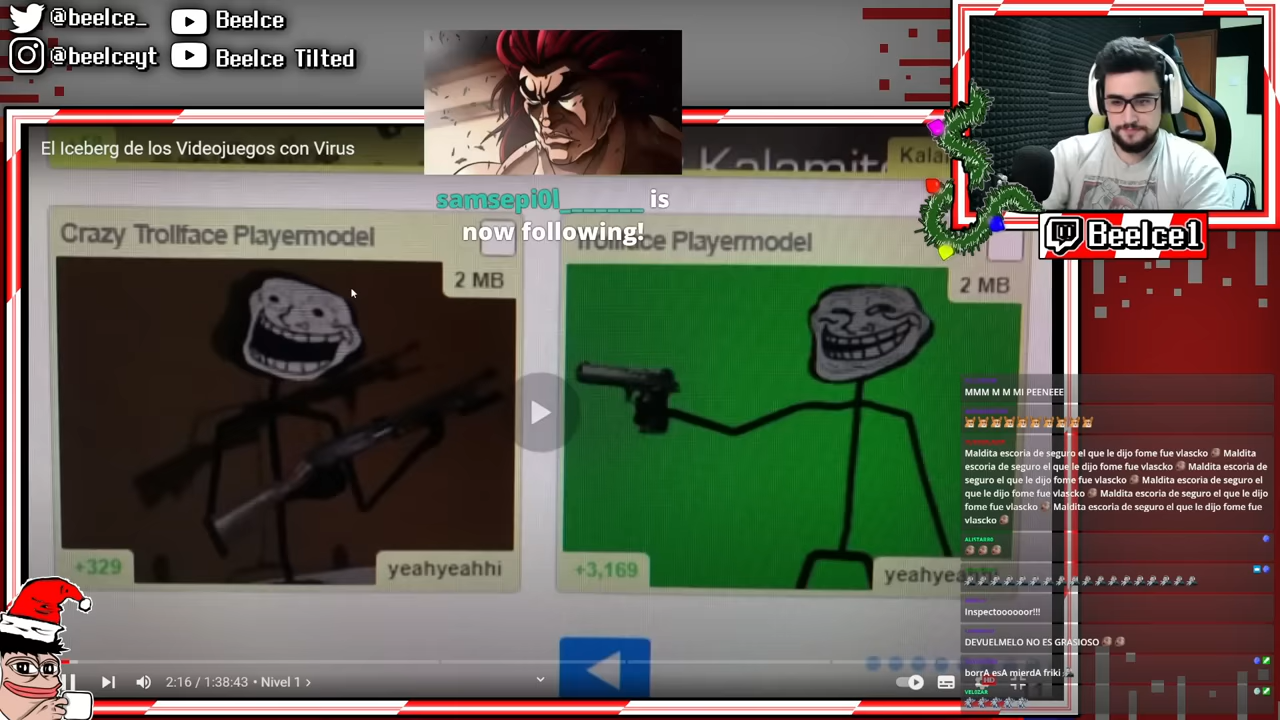 @beelce_
Beelce
@beelceyt
Beelce Tilted
El Iceberg de los Videojuegos con Virus
Kalamit
Kala
samsepi0l_______ is
now following!
Crazy Trollface Playermodel
2 MB
Trollface Playermodel
2 MB
Beelce1
+329
yeahyeahhi
+3,169
yeahyea
2:16 / 1:38:43 • Nivel 1 ›
HD
MMM M M MI PEENEEE
Maldita escoria de seguro el que le dijo fome fue vlascko Maldita
escoria de seguro el que le dijo fome fue vlascko Maldita escoria de
seguro el que le dijo fome fue vlascko Maldita escoria de seguro el
que le dijo fome fue vlascko Maldita escoria de seguro el que le dijo
fome fue vlascko Maldita escoria de seguro el que le dijo fome fue
vlascko
Inspectoooooor!!!
DEVUELMELO NO ES GRASIOSO
borrA esA mierdA friki
VELOZAR